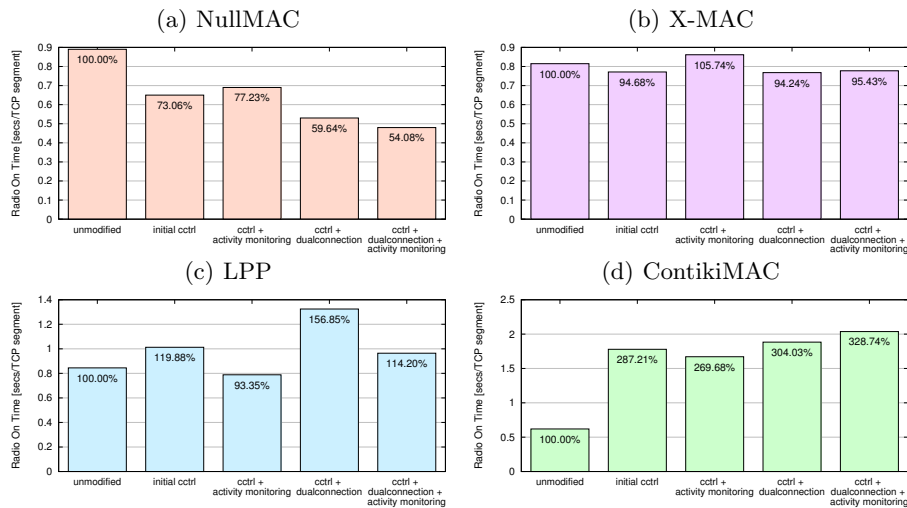 (a) NullMAC
Radio On Time [secs/TCP segment]
0.9
0.8
0.7
0.6
0.5
0.4
0.3
0.2
0.1
0
100.00%
73.06%
77.23%
59.64%
54.08%
unmodified
initial cctrl
cctrl +
activity monitoring
cctrl +
dualconnection
cctrl +
dualconnection +
activity monitoring
(b) X-MAC
Radio On Time [secs/TCP segment]
0.9
0.8
0.7
0.6
0.5
0.4
0.3
0.2
0.1
0
100.00%
94.68%
105.74%
94.24%
95.43%
unmodified
initial cctrl
cctrl +
activity monitoring
cctrl +
dualconnection
cctrl +
dualconnection +
activity monitoring
(c) LPP
Radio On Time [secs/TCP segment]
1.4
1.2
1
0.8
0.6
0.4
0.2
0
100.00%
119.88%
93.35%
156.85%
114.20%
unmodified
initial cctrl
cctrl +
activity monitoring
cctrl +
dualconnection
cctrl +
dualconnection +
activity monitoring
(d) ContikiMAC
Radio On Time [secs/TCP segment]
2.5
2
1.5
1
0.5
0
100.00%
287.21%
269.68%
304.03%
328.74%
unmodified
initial cctrl
cctrl +
activity monitoring
cctrl +
dualconnection
cctrl +
dualconnection +
activity monitoring